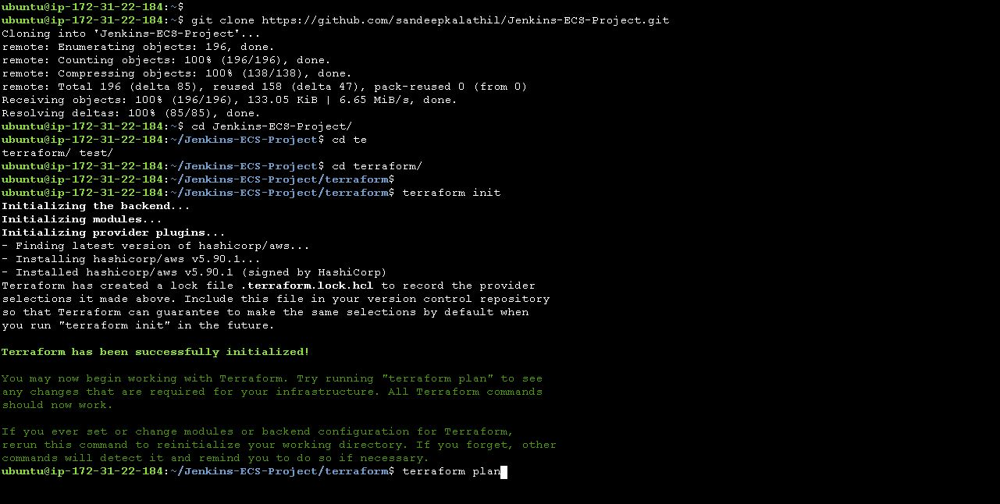 ubuntu@ip-172-31-22-184:~$
ubuntu@ip-172-31-22-184:~$ git clone https://github.com/sandeepkalathil/Jenkins-ECS-Project.git
Cloning into 'Jenkins-ECS-Project'...
remote: Enumerating objects: 196, done.
remote: Counting objects: 100% (196/196), done.
remote: Compressing objects: 100% (138/138), done.
remote: Total 196 (delta 85), reused 158 (delta 47), pack-reused 0 (from 0)
Receiving objects: 100% (196/196), 133.05 KiB | 6.65 MiB/s, done.
Resolving deltas: 100% (85/85), done.
ubuntu@ip-172-31-22-184:~$ cd Jenkins-ECS-Project/
ubuntu@ip-172-31-22-184:~/Jenkins-ECS-Project$ cd te
terraform/ test/
ubuntu@ip-172-31-22-184:~/Jenkins-ECS-Project$ cd terraform/
ubuntu@ip-172-31-22-184:~/Jenkins-ECS-Project/terraform$
ubuntu@ip-172-31-22-184:~/Jenkins-ECS-Project/terraform$ terraform init
Initializing the backend...
Initializing modules...
Initializing provider plugins...
- Finding latest version of hashicorp/aws...
- Installing hashicorp/aws v5.90.1...
- Installed hashicorp/aws v5.90.1 (signed by HashiCorp)
Terraform has created a lock file .terraform.lock.hcl to record the provider
selections it made above. Include this file in your version control repository
so that Terraform can guarantee to make the same selections by default when
you run "terraform init" in the future.
Terraform has been successfully initialized!
You may now begin working with Terraform. Try running "terraform plan" to see
any changes that are required for your infrastructure. All Terraform commands
should now work.
If you ever set or change modules or backend configuration for Terraform,
rerun this command to reinitialize your working directory. If you forget, other
commands will detect it and remind you to do so if necessary.
ubuntu@ip-172-31-22-184:~/Jenkins-ECS-Project/terraform$ terraform plan